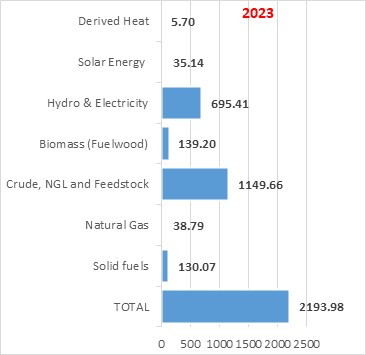 2023
Derived Heat 5.70
Solar Energy 35.14
Hydro & Electricity 695.41
Biomass (Fuelwood) 139.20
Crude, NGL and Feedstock 1149.66
Natural Gas 38.79
Solid fuels 130.07
TOTAL 2193.98
0 500 1000 1500 2000 2500